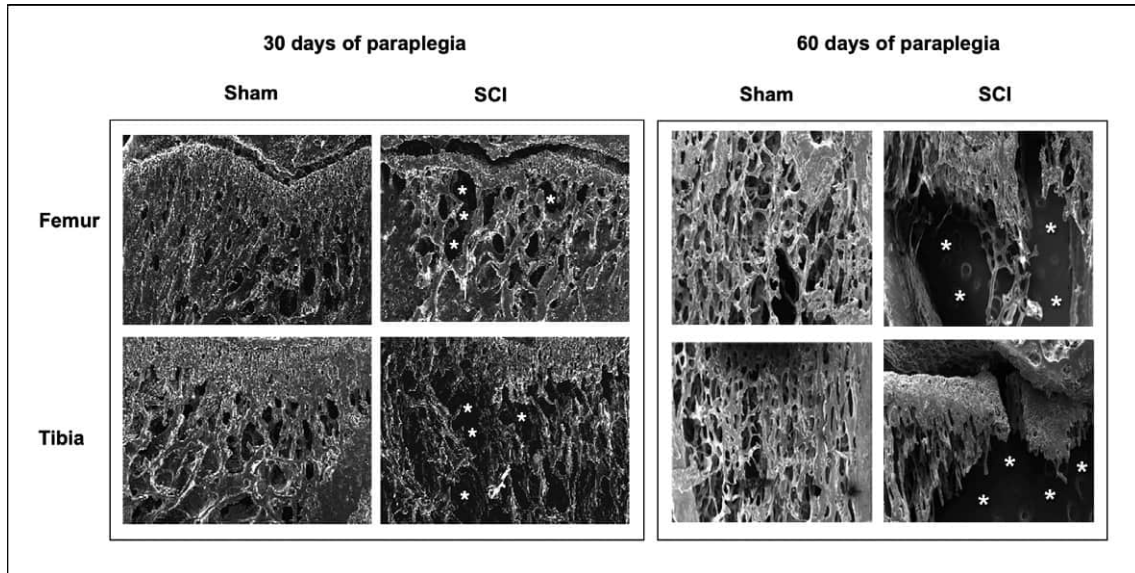 30 days of paraplegia 60 days of paraplegia
Sham SCI Sham SCI
Femur
* * * *
* * * *
Tibia
* * * *
* * * *